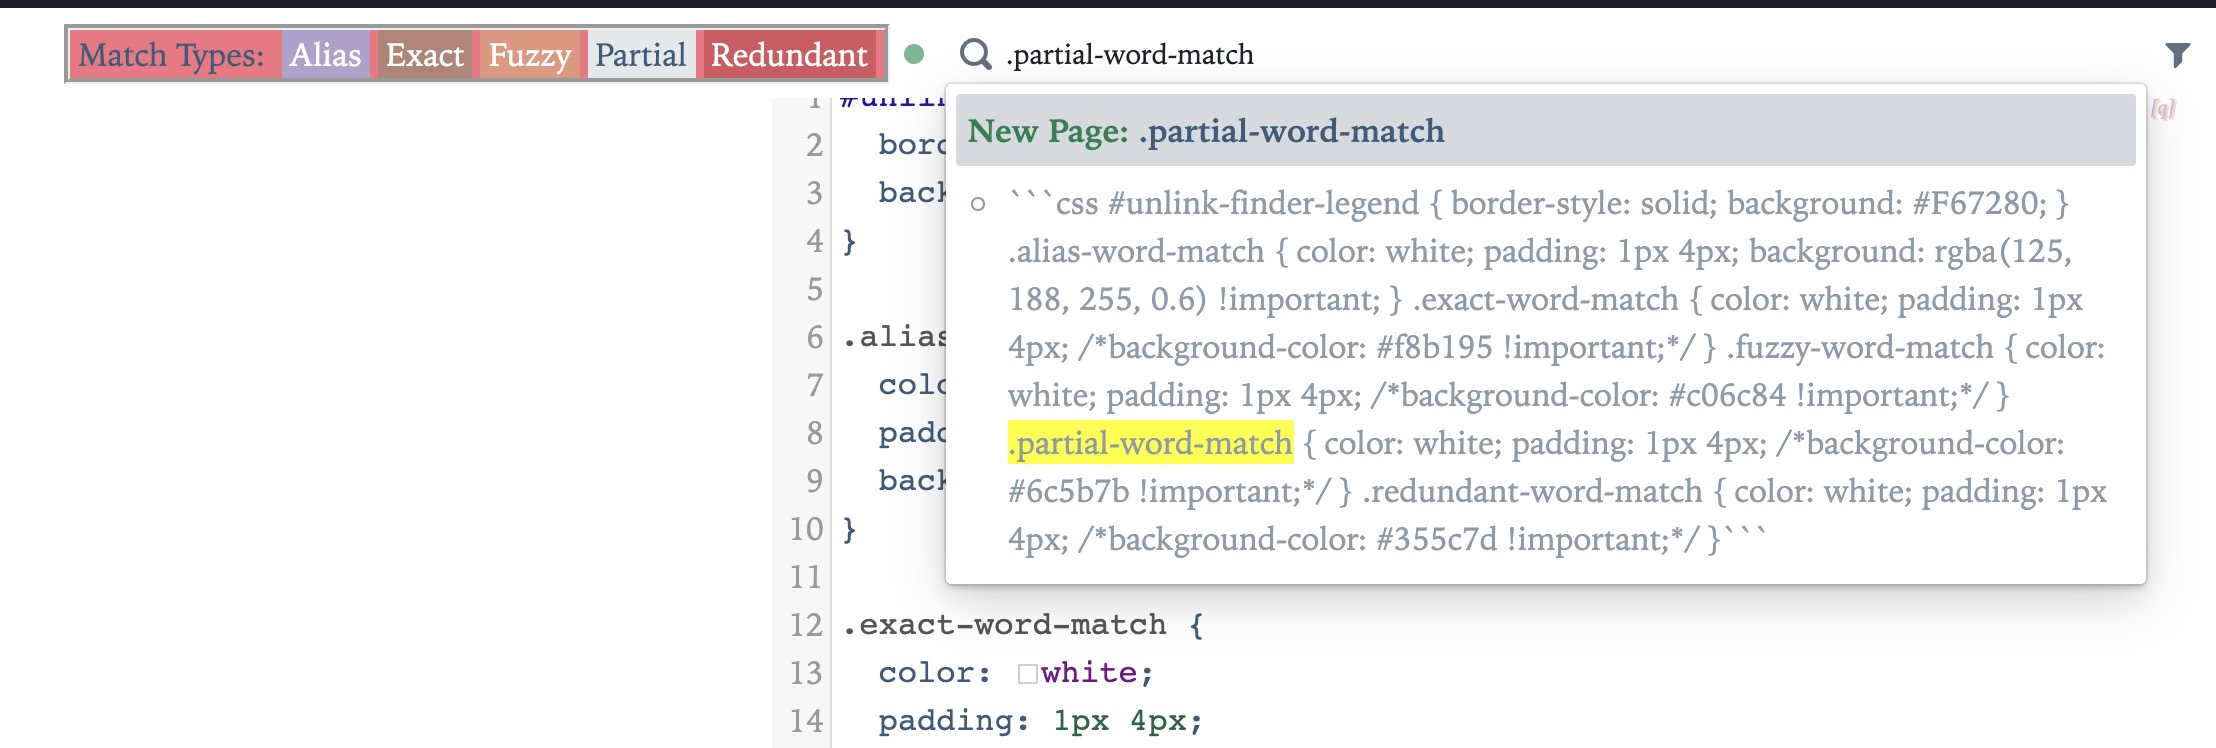 Match Types: Alias Exact Fuzzy Partial Redundant
.partial-word-match
[q]
New Page: .partial-word-match
```css #unlink-finder-legend { border-style: solid; background: #F67280; }
.alias-word-match { color: white; padding: 1px 4px; background: rgba(125,
188, 255, 0.6) !important; } .exact-word-match { color: white; padding: 1px
4px; /*background-color: #f8b195 !important;*/ } .fuzzy-word-match { color:
white; padding: 1px 4px; /*background-color: #c06c84 !important;*/ }
.partial-word-match { color: white; padding: 1px 4px; /*background-color:
#6c5b7b !important;*/ } .redundant-word-match { color: white; padding: 1px
4px; /*background-color: #355c7d !important;*/ }```
1 #unlin
2 bord
3 back
4 }
5
6 .alias
7 colo
8 padd
9 back
10 }
11
12 .exact-word-match {
13 color: white;
14 padding: 1px 4px;